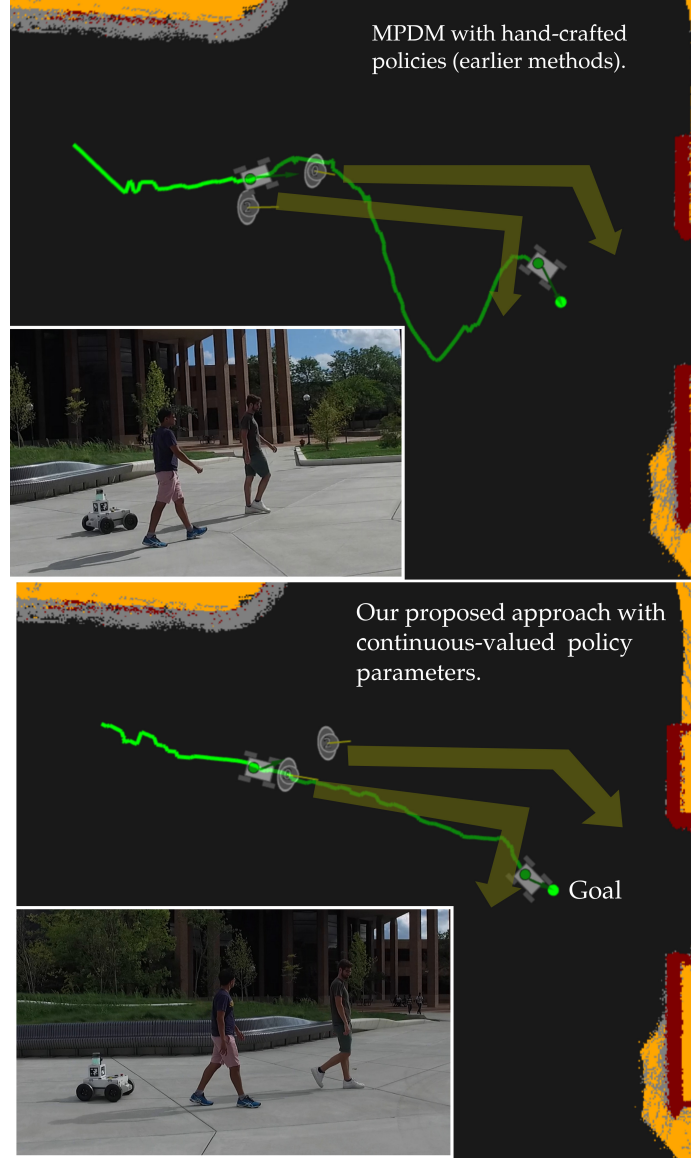 MPDM with hand-crafted
policies (earlier methods).
Our proposed approach with
continuous-valued policy
parameters.
Goal